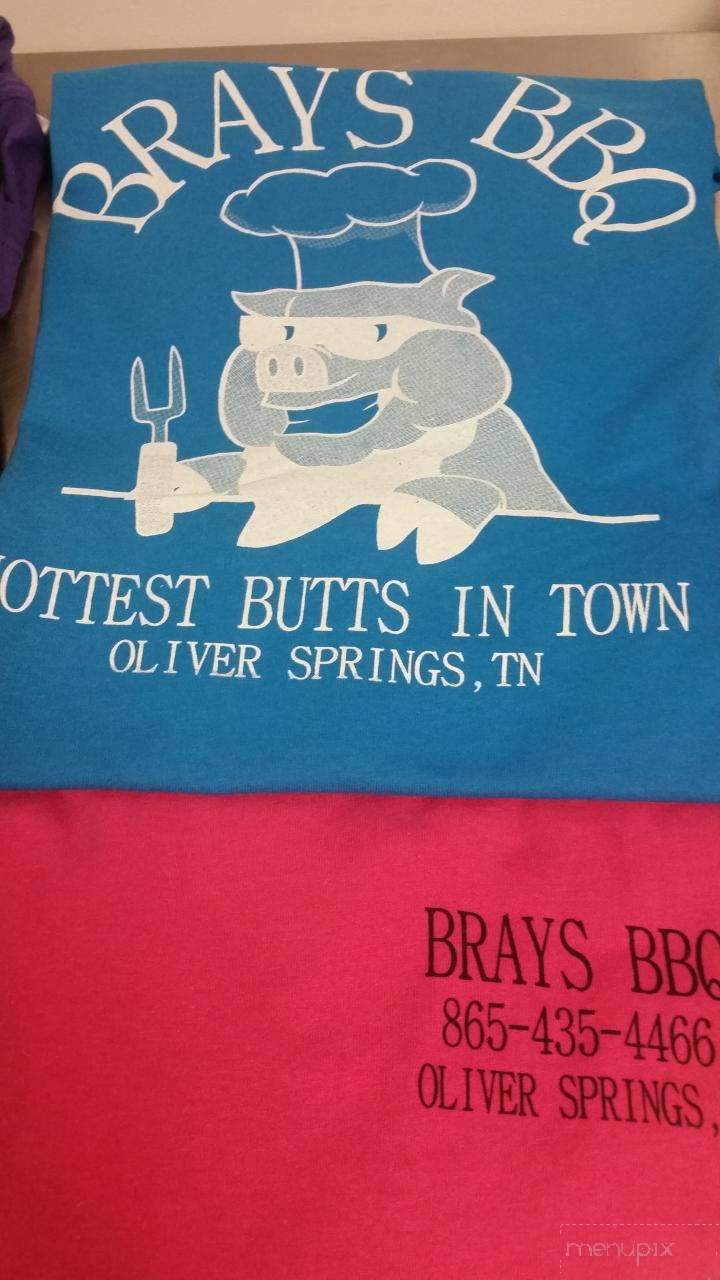 BRAYS BBQ
OTTEST BUTTS IN TOWN
OLIVER SPRINGS, TN
BRAYS BBQ
865-435-4466
OLIVER SPRINGS,
menupix